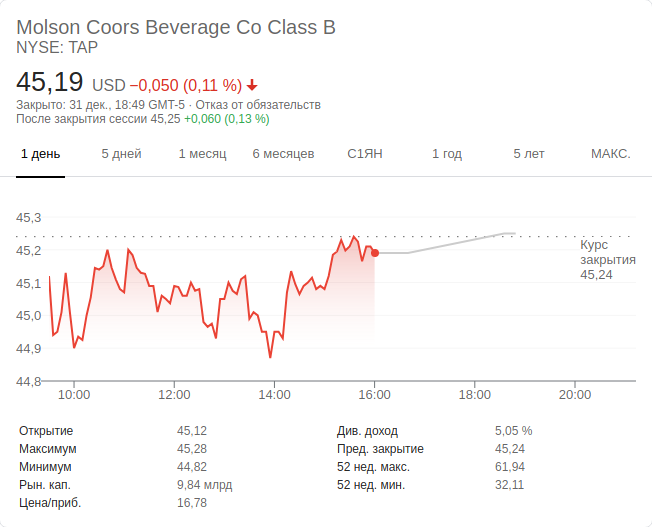 Molson Coors Beverage Co Class B
NYSE: TAP
45,19 USD −0,050 (0,11 %)
Закрыто: 31 дек., 18:49 GMT-5 · Отказ от обязательств
После закрытия сессии 45,25 +0,060 (0,13 %)
1 день 5 дней 1 месяц 6 месяцев С1ЯН 1 год 5 лет МАКС.
45,3
45,2
45,1
45,0
44,9
44,8
Курс
закрытия
45,24
10:00 12:00 14:00 16:00 18:00 20:00
Открытие 45,12 Див. доход 5,05 %
Максимум 45,28 Пред. закрытие 45,24
Минимум 44,82 52 нед. макс. 61,94
Рын. кап. 9,84 млрд 52 нед. мин. 32,11
Цена/приб. 16,78